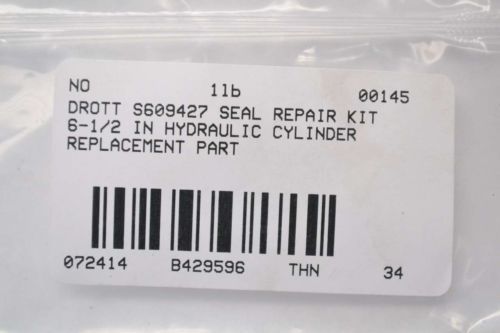 NO 1lb 00145
DROTT S609427 SEAL REPAIR KIT
6-1/2 IN HYDRAULIC CYLINDER
REPLACEMENT PART
072414 B429596 THN 34